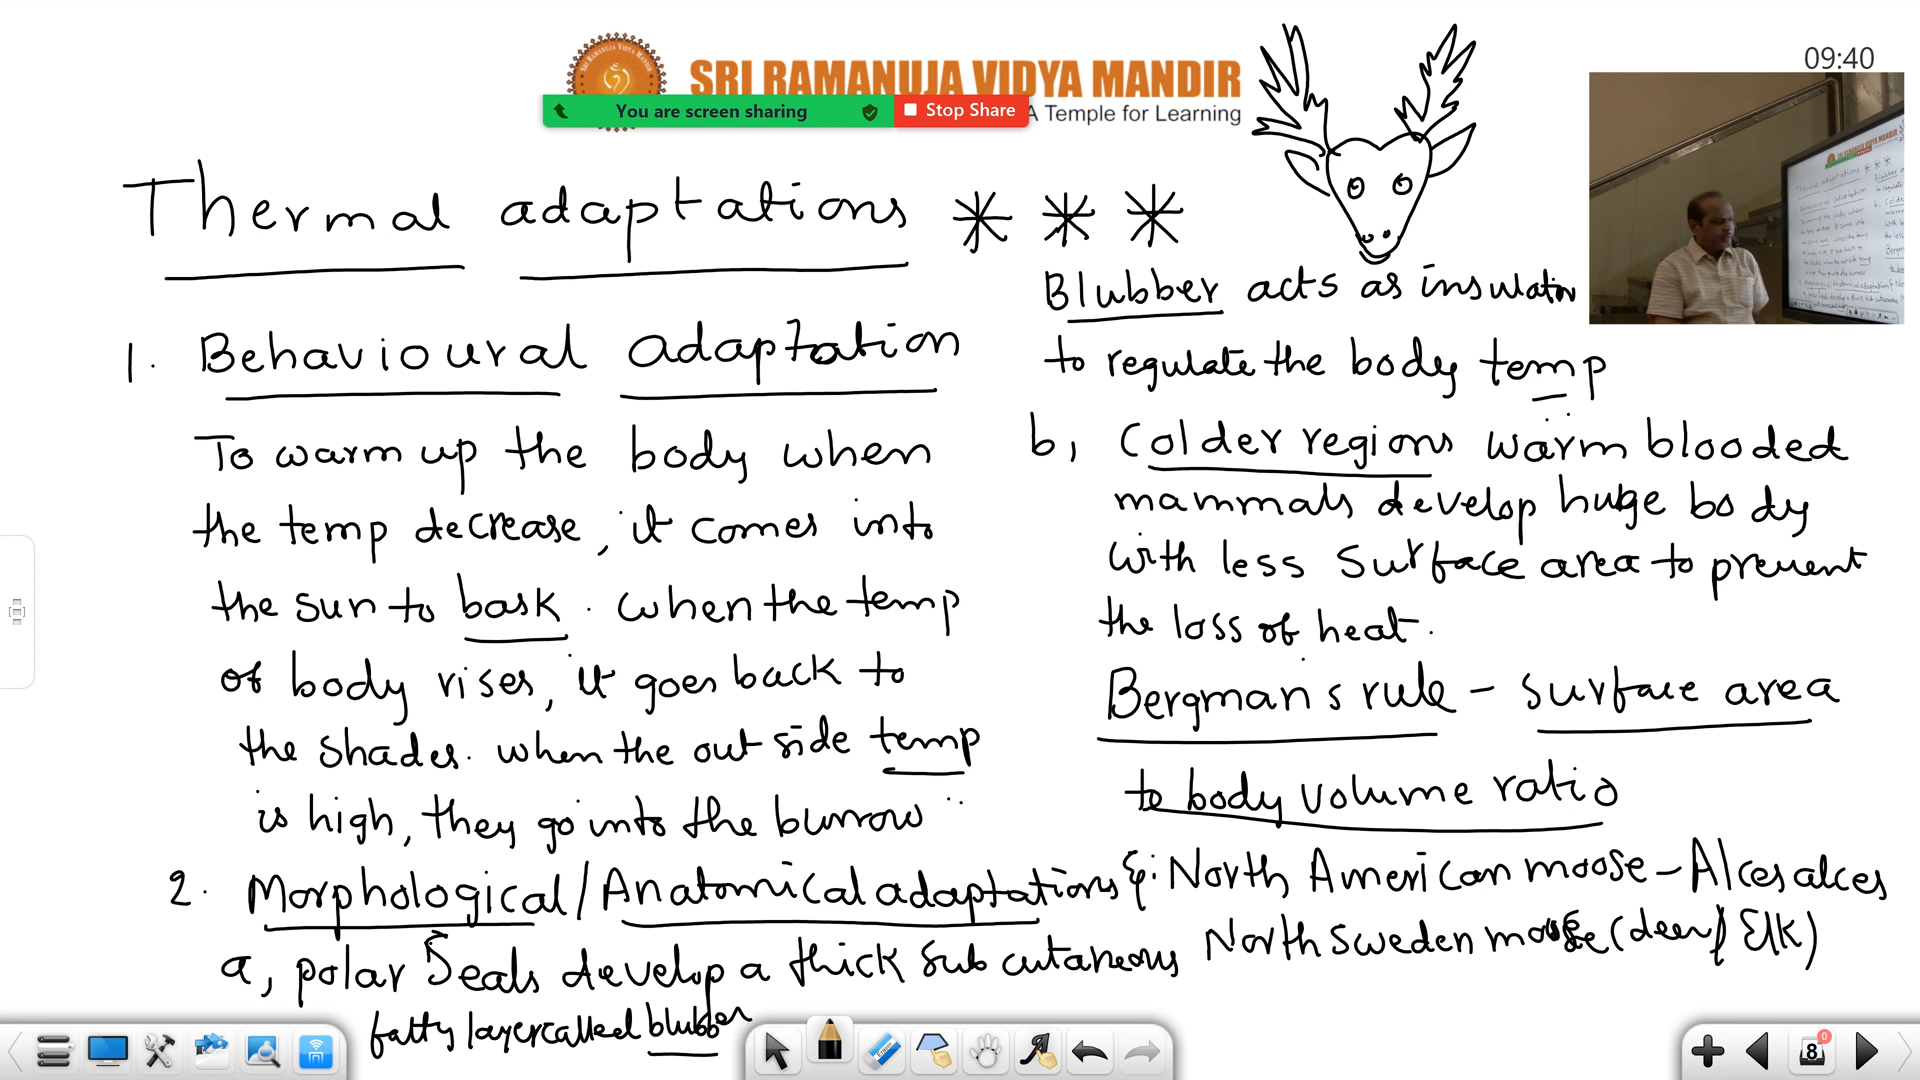 SRI RAMANUJA VIDYA MANDIR
A Temple for Learning
You are screen sharing
Stop Share
09:40
Thermal adaptations ***
1. Behavioural adaptation
To warm up the body when
the temp decrease, it comes into
the sun to bask. when the temp
of body rises, it goes back to
the shades. when the out side temp
is high, they go into the burrow
2. Morphological / Anatomical adaptations
a, polar Seals develop a thick Sub cutaneous
fatty layer called blubber
Blubber acts as insulator
to regulate the body temp
b, Colder regions warm blooded
mammals develop huge body
with less surface area to prevent
the loss of heat.
Bergman's rule - surface area
to body volume ratio
North American moose - Alces alces
North Sweden moose (deer / Elk)
Eraser
8
0